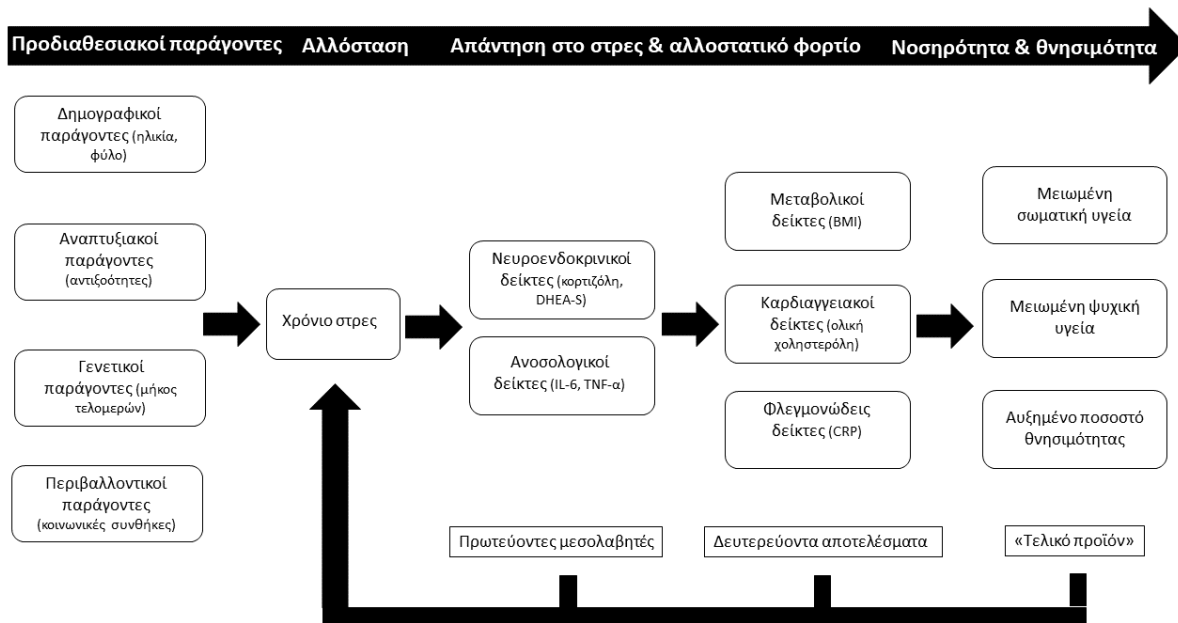 Προδιαθεσιακοί παράγοντες
Αλλόσταση
Απάντηση στο στρες & αλλοστατικό φορτίο
Νοσηρότητα & θνησιμότητα
Δημογραφικοί
παράγοντες (ηλικία,
φύλο)
Αναπτυξιακοί
παράγοντες
(αντιξοότητες)
Γενετικοί
παράγοντες (μήκος
τελομερών)
Περιβαλλοντικοί
παράγοντες
(κοινωνικές συνθήκες)
Χρόνιο στρες
Νευροενδοκρινικοί
δείκτες (κορτιζόλη,
DHEA-S)
Ανοσολογικοί
δείκτες (IL-6, TNF-α)
Μεταβολικοί
δείκτες (BMI)
Καρδιαγγειακοί
δείκτες (ολική
χοληστερόλη)
Φλεγμονώδεις
δείκτες (CRP)
Μειωμένη
σωματική υγεία
Μειωμένη ψυχική
υγεία
Αυξημένο ποσοστό
θνησιμότητας
Πρωτεύοντες μεσολαβητές
Δευτερεύοντα αποτελέσματα
«Τελικό προϊόν»